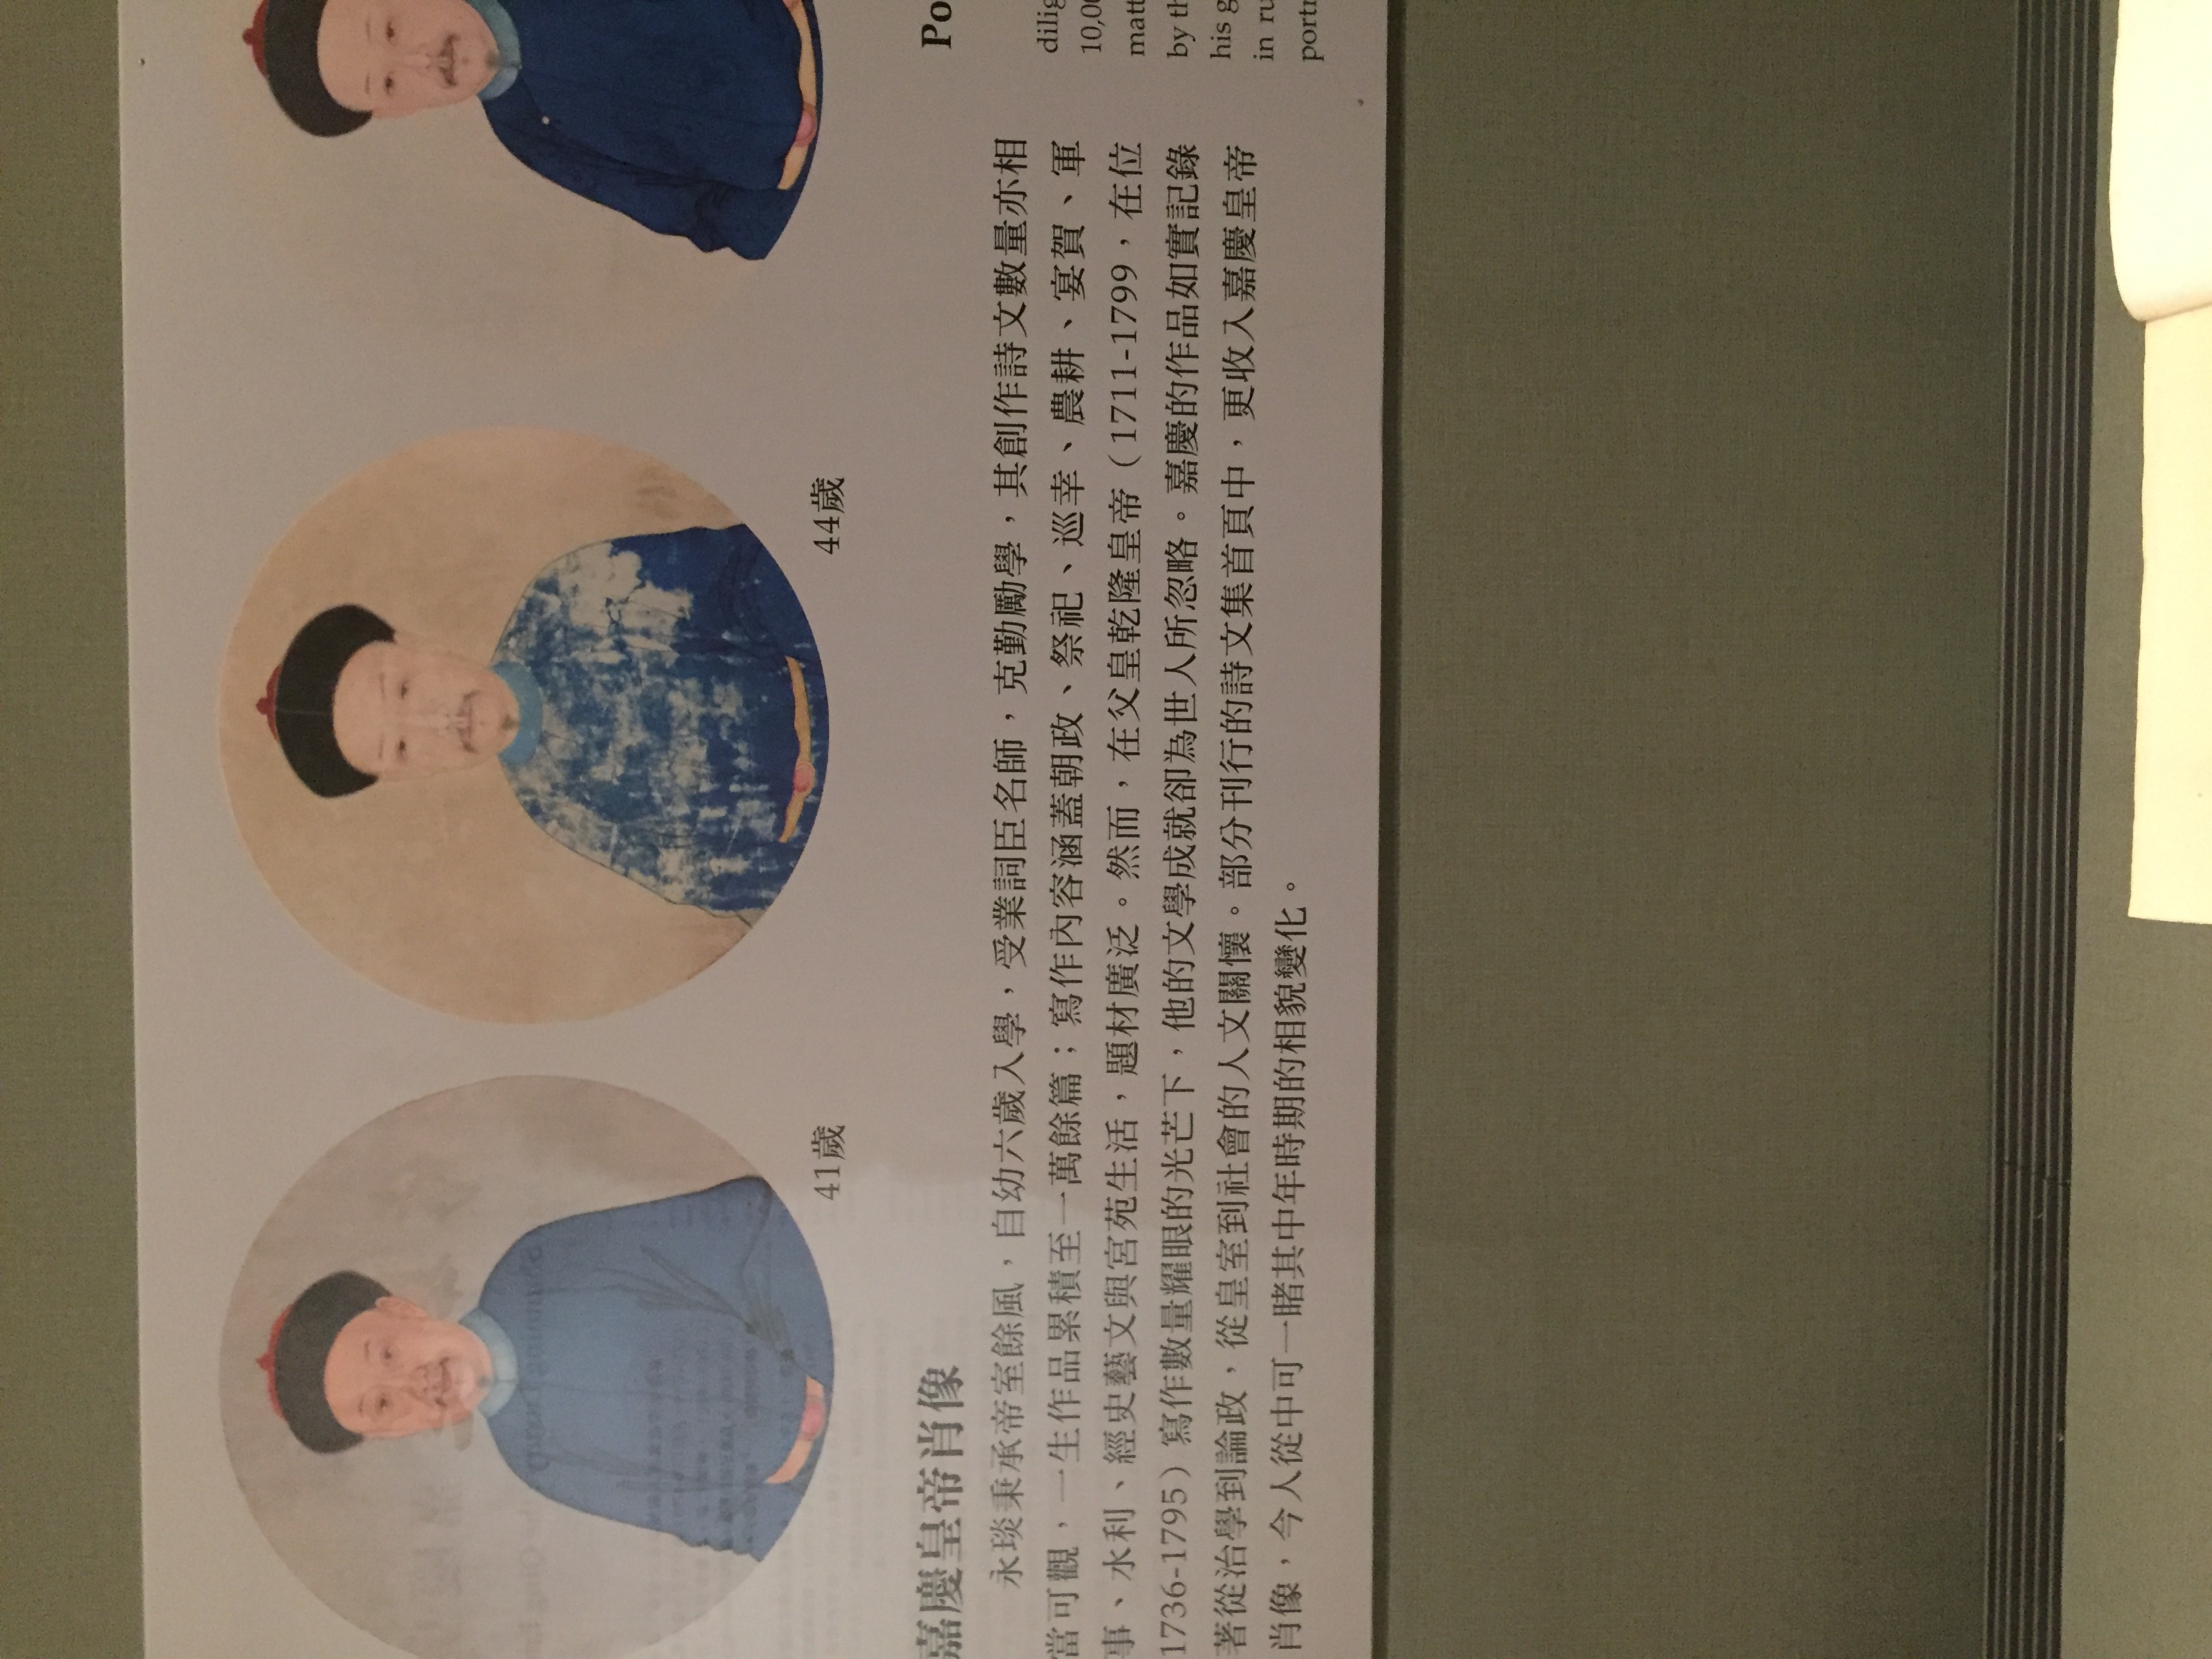 41歲
44歲
嘉慶皇帝肖像
永琰秉承帝室餘風，自幼六歲入學，受業詞臣名師，克勤勵學，其創作詩文數量亦相
當可觀，一生作品累積至一萬餘篇；寫作內容涵蓋朝政、祭祀、巡幸、農耕、宴賀、軍
事、水利、經史藝文與宮苑生活，題材廣泛。然而，在父皇乾隆皇帝（1711-1799，在位
1736-1795）寫作數量耀眼的光芒下，他的文學成就卻為世人所忽略。嘉慶的作品如實記錄
著從治學到論政，從皇室到社會的人文關懷。部分刊行的詩文集首頁中，更收入嘉慶皇帝
肖像，今人從中可一睹其中年時期的相貌變化。
Po
dilig
10,00
matt
by th
his g
in ru
portr